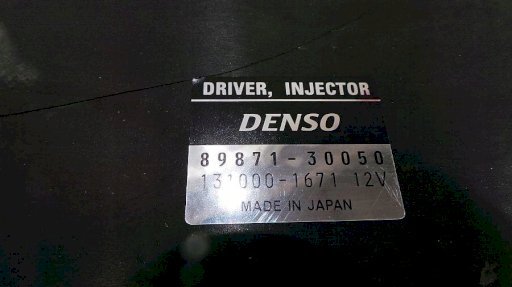 DRIVER, INJECTOR
DENSO
89871-30050
131000-1671 12V
MADE IN JAPAN